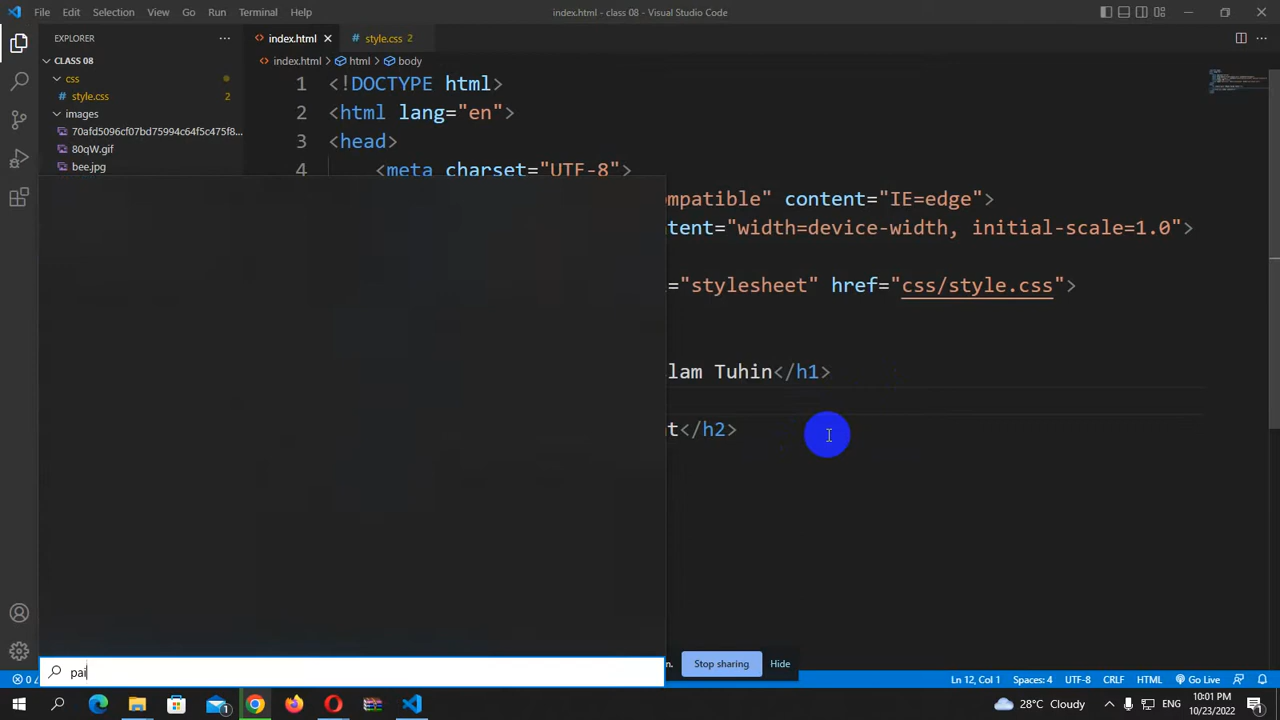 File Edit Selection View Go Run Terminal Help
index.html - class 08 - Visual Studio Code
EXPLORER
index.html
style.css 2
CLASS 08
index.html > html > body
css
style.css 2
images
70afd5096cf07bd75994c64f5c475f8...
80qW.gif
bee.jpg
1 <!DOCTYPE html>
2 <html lang="en">
3 <head>
4 <meta charset="UTF-8">
ompatible" content="IE=edge">
tent="width=device-width, initial-scale=1.0">
="stylesheet" href="css/style.css">
lam Tuhin</h1>
t</h2>
n. Stop sharing Hide
pai
0
Ln 12, Col 1 Spaces: 4 UTF-8 CRLF HTML Go Live
1
28°C Cloudy
ENG
10:01 PM
10/23/2022
1